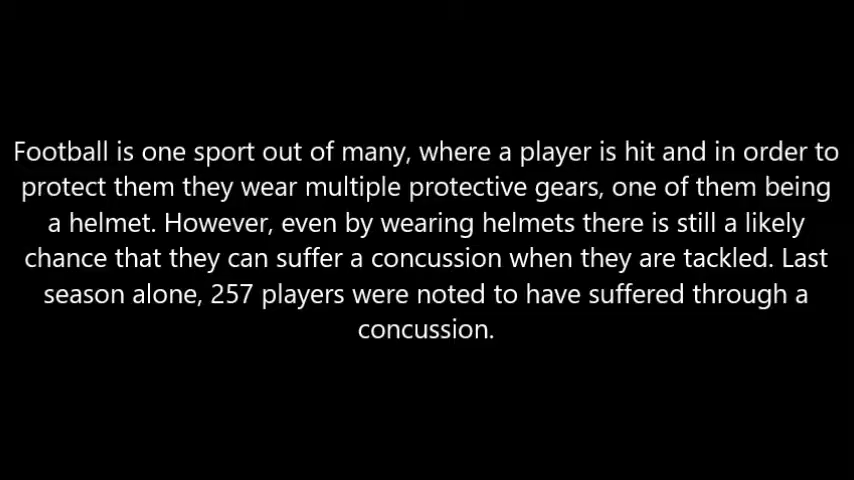 Football is one sport out of many, where a player is hit and in order to
protect them they wear multiple protective gears, one of them being
a helmet. However, even by wearing helmets there is still a likely
chance that they can suffer a concussion when they are tackled. Last
season alone, 257 players were noted to have suffered through a
concussion.